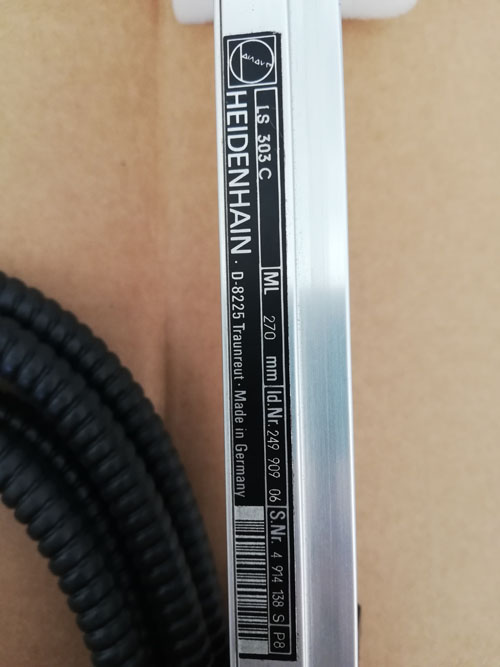 LS 303 C
ML 270 mm Id.Nr. 249 909 06 S.Nr. 4 914 138 S P8
HEIDENHAIN · D-8225 Traunreut · Made in Germany